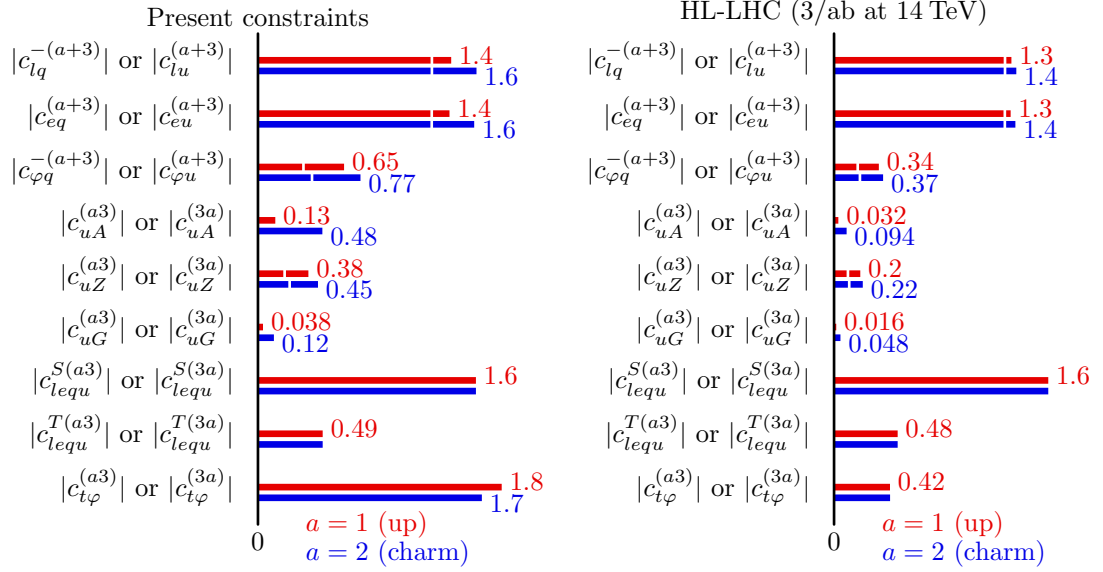 Present constraints
|c_{lq}^{-(a+3)}| or |c_{lu}^{(a+3)}| 1.4 1.6
|c_{eq}^{(a+3)}| or |c_{eu}^{(a+3)}| 1.4 1.6
|c_{φq}^{-(a+3)}| or |c_{φu}^{(a+3)}| 0.65 0.77
|c_{uA}^{(a3)}| or |c_{uA}^{(3a)}| 0.13 0.48
|c_{uZ}^{(a3)}| or |c_{uZ}^{(3a)}| 0.38 0.45
|c_{uG}^{(a3)}| or |c_{uG}^{(3a)}| 0.038 0.12
|c_{lequ}^{S(a3)}| or |c_{lequ}^{S(3a)}| 1.6
|c_{lequ}^{T(a3)}| or |c_{lequ}^{T(3a)}| 0.49
|c_{tφ}^{(a3)}| or |c_{tφ}^{(3a)}| 1.8 1.7
0
a = 1 (up)
a = 2 (charm)
HL-LHC (3/ab at 14 TeV)
|c_{lq}^{-(a+3)}| or |c_{lu}^{(a+3)}| 1.3 1.4
|c_{eq}^{(a+3)}| or |c_{eu}^{(a+3)}| 1.3 1.4
|c_{φq}^{-(a+3)}| or |c_{φu}^{(a+3)}| 0.34 0.37
|c_{uA}^{(a3)}| or |c_{uA}^{(3a)}| 0.032 0.094
|c_{uZ}^{(a3)}| or |c_{uZ}^{(3a)}| 0.2 0.22
|c_{uG}^{(a3)}| or |c_{uG}^{(3a)}| 0.016 0.048
|c_{lequ}^{S(a3)}| or |c_{lequ}^{S(3a)}| 1.6
|c_{lequ}^{T(a3)}| or |c_{lequ}^{T(3a)}| 0.48
|c_{tφ}^{(a3)}| or |c_{tφ}^{(3a)}| 0.42
0
a = 1 (up)
a = 2 (charm)